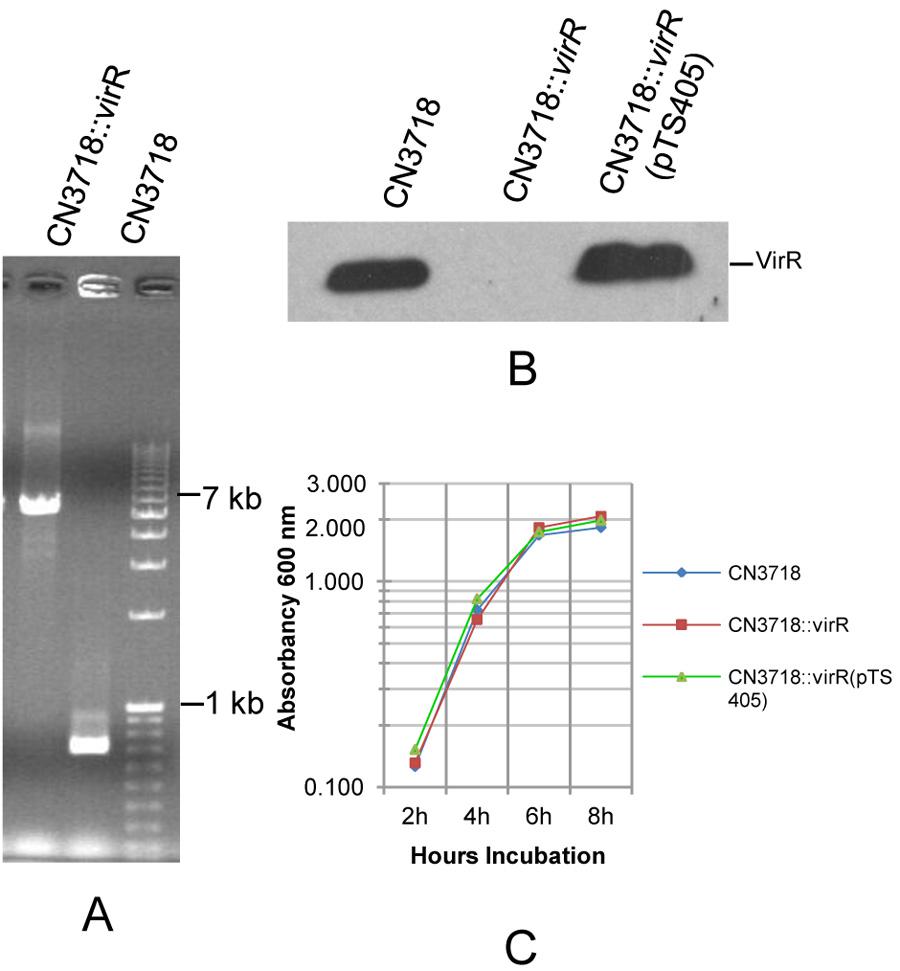 CN3718::virR
CN3718
7 kb
1 kb
A
CN3718
CN3718::virR
CN3718::virR
(pTS405)
VirR
B
3.000
2.000
1.000
0.100
Absorbancy 600 nm
2h 4h 6h 8h
Hours Incubation
CN3718
CN3718::virR
CN3718::virR(pTS
405)
C